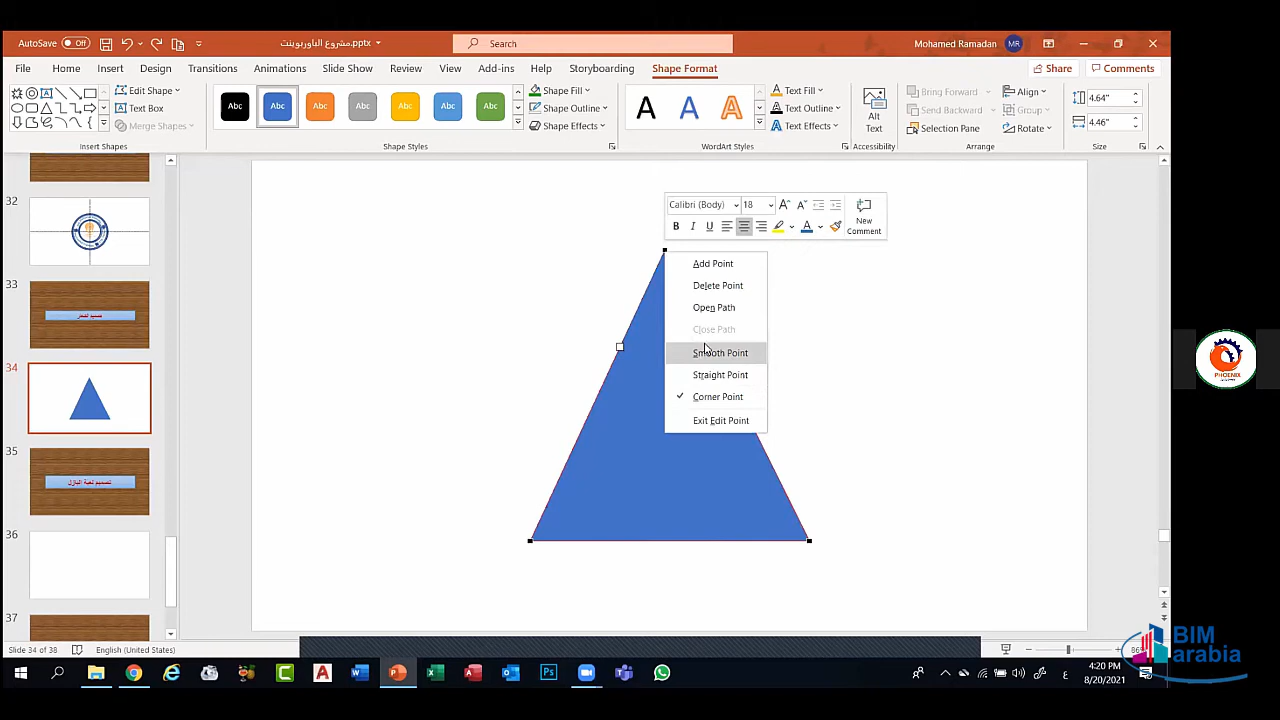 AutoSave Off مشروع الباوربوينت.pptx Search Mohamed Ramadan MR
File Home Insert Design Transitions Animations Slide Show Review View Add-ins Help Storyboarding Shape Format Share Comments
Edit Shape
Text Box
Merge Shapes
Insert Shapes
Abc Abc Abc Abc Abc Abc Abc
Shape Fill
Shape Outline
Shape Effects
Shape Styles
A A A
Text Fill
Text Outline
Text Effects
WordArt Styles
Alt
Text
Accessibility
Bring Forward
Send Backward
Selection Pane
Align
Group
Rotate
Arrange
4.64"
4.46"
Size
32
33
34
35
تصميم لعبة البازل
36
37
Calibri (Body) 18
B I U
New
Comment
Add Point
Delete Point
Open Path
Close Path
Smooth Point
Straight Point
Corner Point
Exit Edit Point
PHOENIX
Slide 34 of 38 English (United States)
BIM
arabia
4:20 PM
8/20/2021